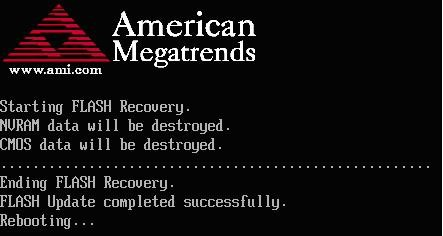 American
Megatrends
www.ami.com
Starting FLASH Recovery.
NVRAM data will be destroyed.
CMOS data will be destroyed.
......................................................
Ending FLASH Recovery.
FLASH Update completed successfully.
Rebooting...